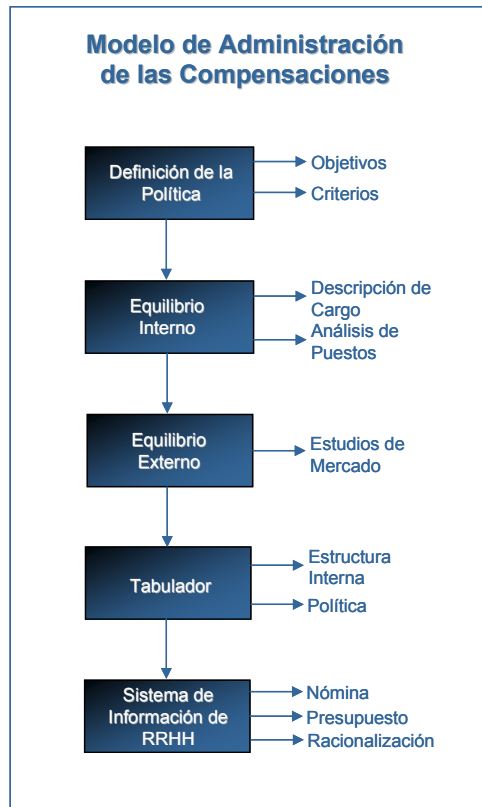 Modelo de Administración
de las Compensaciones
Definición de la
Política
Objetivos
Criterios
Equilibrio
Interno
Descripción de
Cargo
Análisis de
Puestos
Equilibrio
Externo
Estudios de
Mercado
Tabulador
Estructura
Interna
Política
Sistema de
Información de
RRHH
Nómina
Presupuesto
Racionalización